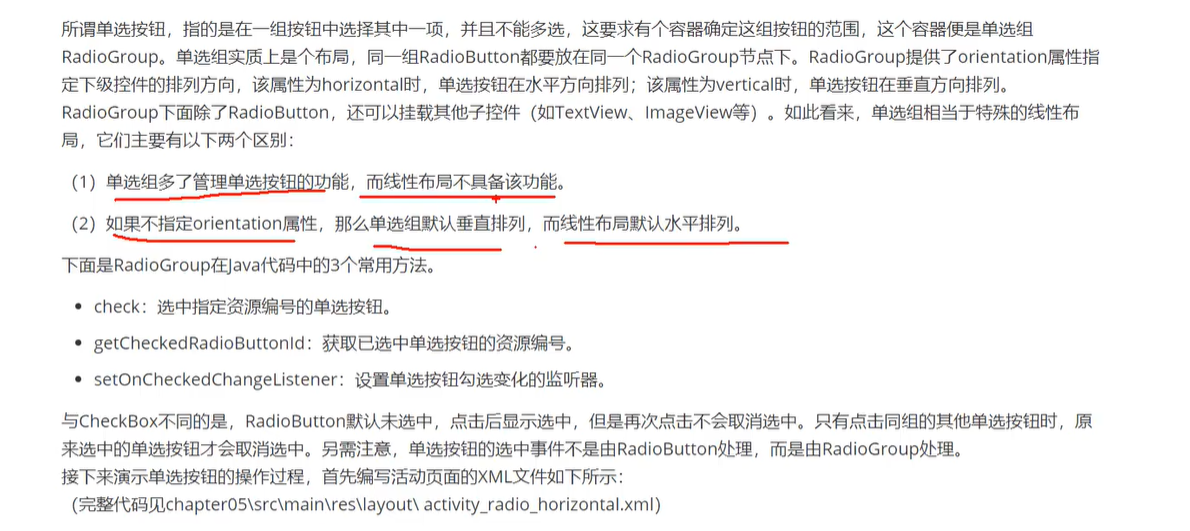 所谓单选按钮，指的是在一组按钮中选择其中一项，并且不能多选，这要求有个容器确定这组按钮的范围，这个容器便是单选组
RadioGroup。单选组实质上是个布局，同一组RadioButton都要放在同一个RadioGroup节点下。RadioGroup提供了orientation属性指
定下级控件的排列方向，该属性为horizontal时，单选按钮在水平方向排列；该属性为vertical时，单选按钮在垂直方向排列。
RadioGroup下面除了RadioButton，还可以挂载其他子控件（如TextView、ImageView等）。如此看来，单选组相当于特殊的线性布
局，它们主要有以下两个区别：
（1）单选组多了管理单选按钮的功能，而线性布局不具备该功能。
（2）如果不指定orientation属性，那么单选组默认垂直排列，而线性布局默认水平排列。
下面是RadioGroup在Java代码中的3个常用方法。
• check：选中指定资源编号的单选按钮。
• getCheckedRadioButtonId：获取已选中单选按钮的资源编号。
• setOnCheckedChangeListener：设置单选按钮勾选变化的监听器。
与CheckBox不同的是，RadioButton默认未选中，点击后显示选中，但是再次点击不会取消选中。只有点击同组的其他单选按钮时，原
来选中的单选按钮才会取消选中。另需注意，单选按钮的选中事件不是由RadioButton处理，而是由RadioGroup处理。
接下来演示单选按钮的操作过程，首先编写活动页面的XML文件如下所示：
（完整代码见chapter05\src\main\res\layout\ activity_radio_horizontal.xml）